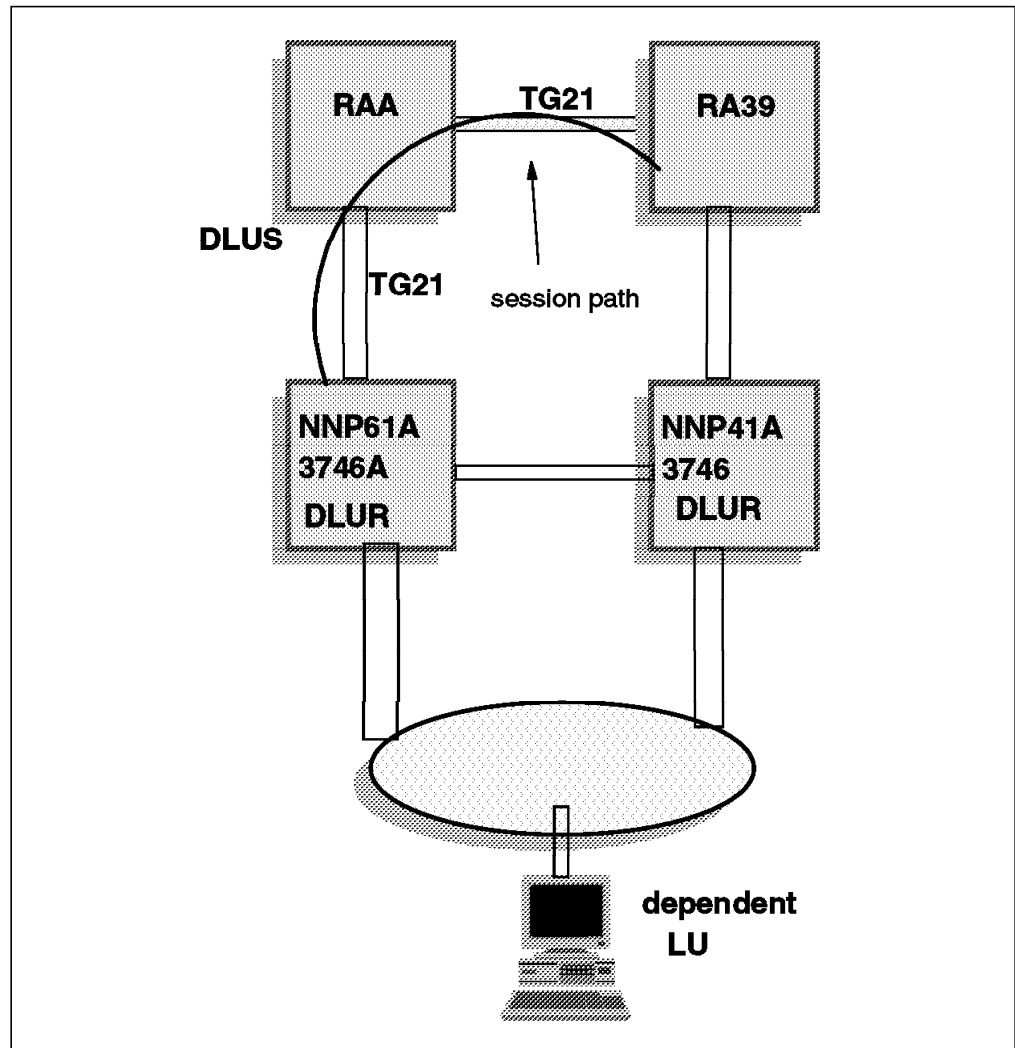 RAA
TG21
RA39
DLUS
TG21
session path
NNP61A
3746A
DLUR
NNP41A
3746
DLUR
dependent
LU